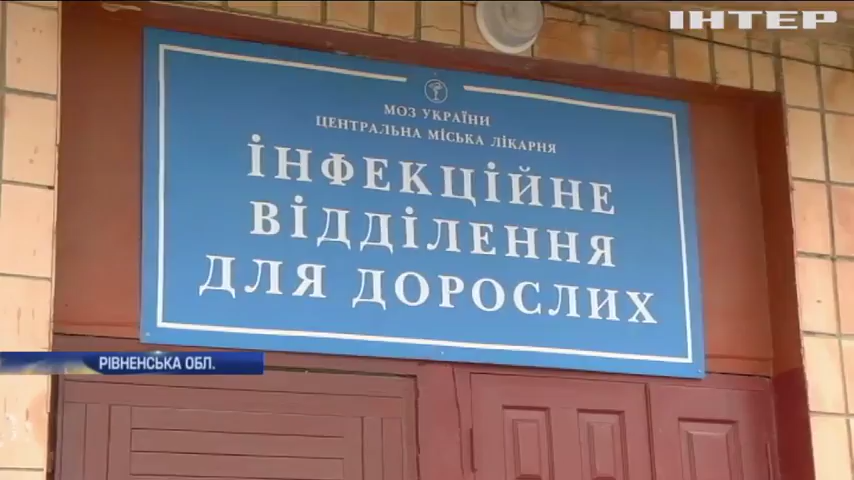 ІНТЕР
МОЗ УКРАЇНИ
ЦЕНТРАЛЬНА МІСЬКА ЛІКАРНЯ
ІНФЕКЦІЙНЕ
ВІДДІЛЕННЯ
ДЛЯ ДОРОСЛИХ
РІВНЕНСЬКА ОБЛ.